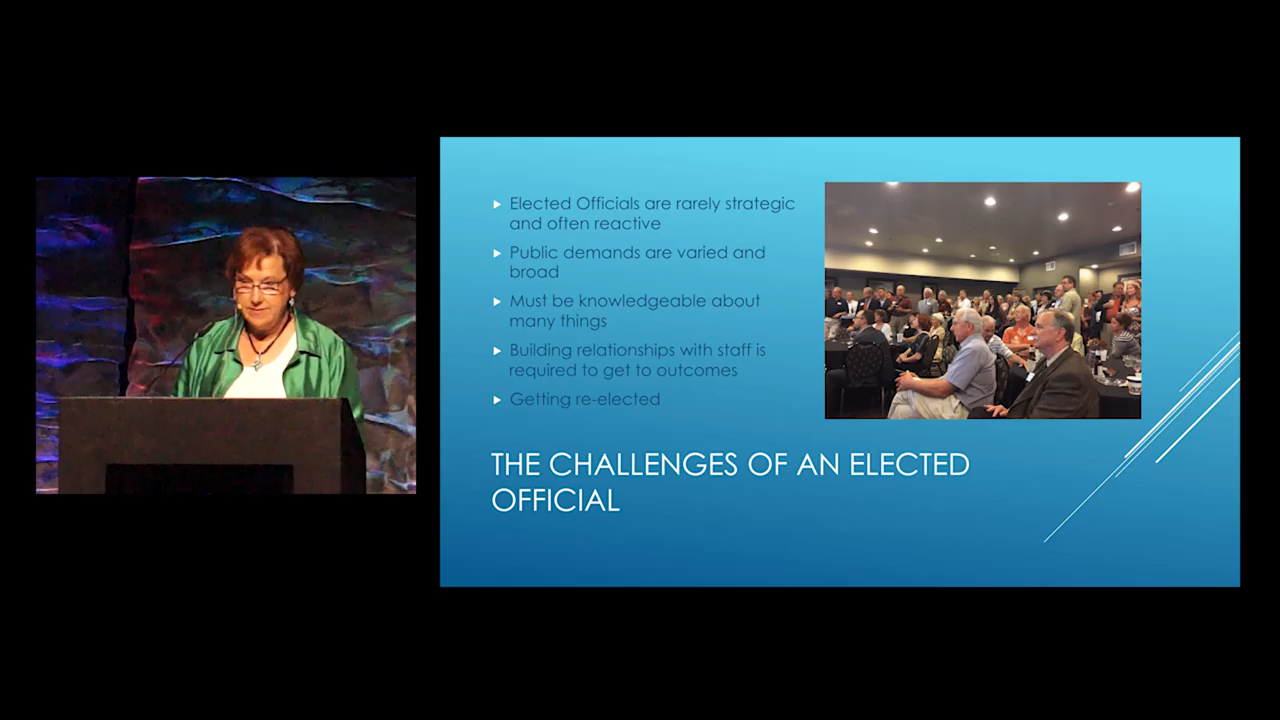 Elected Officials are rarely strategic
and often reactive
Public demands are varied and
broad
Must be knowledgeable about
many things
Building relationships with staff is
required to get to outcomes
Getting re-elected
THE CHALLENGES OF AN ELECTED
OFFICIAL